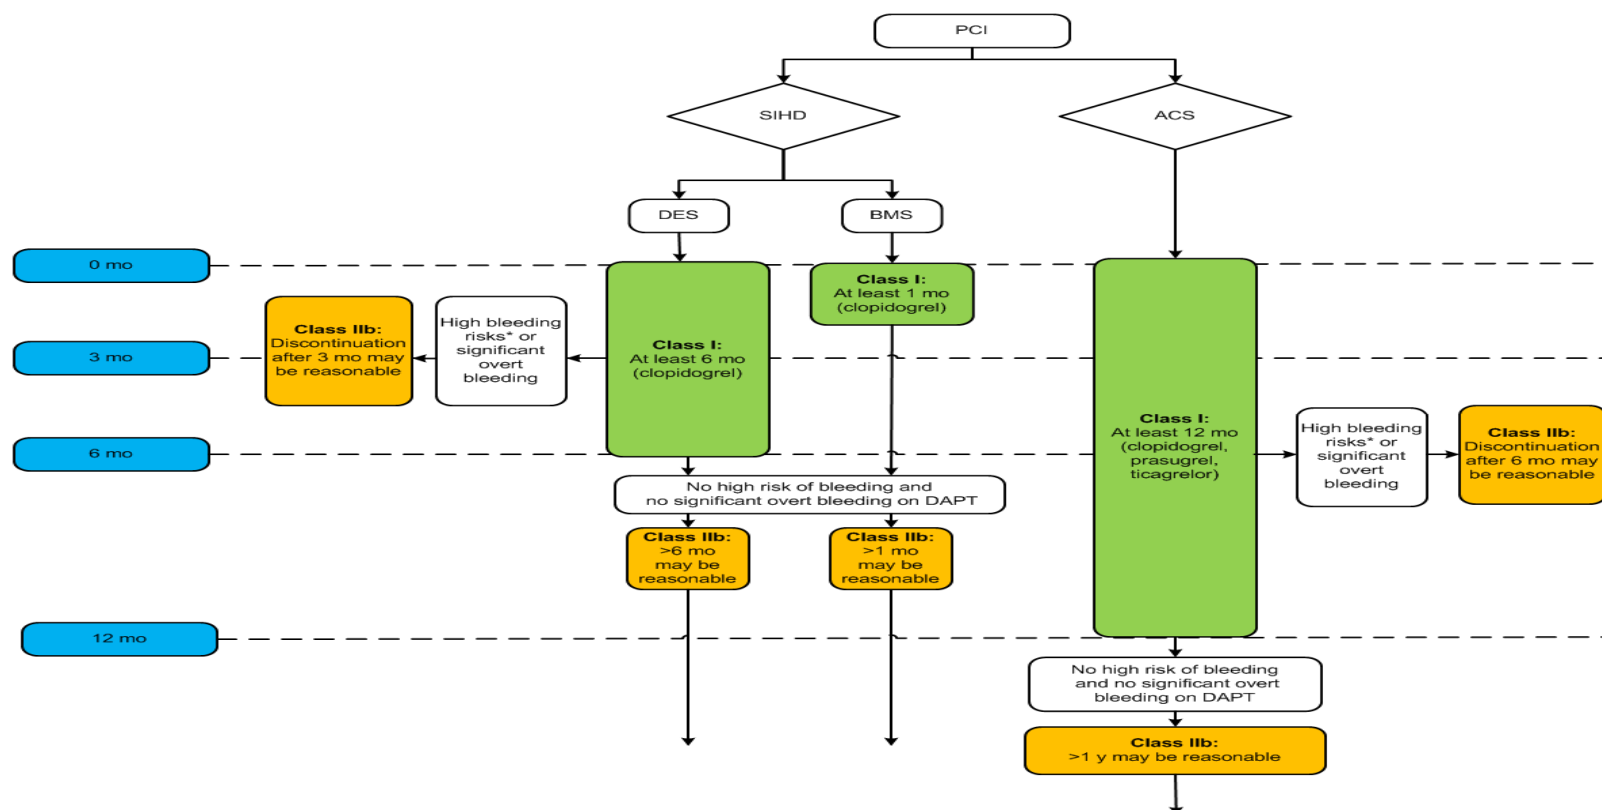 PCI
SIHD
ACS
DES
BMS
0 mo
Class I:
At least 1 mo
(clopidogrel)
Class IIb:
Discontinuation
after 3 mo may
be reasonable
High bleeding
risks* or
significant
overt
bleeding
3 mo
Class I:
At least 6 mo
(clopidogrel)
Class I:
At least 12 mo
(clopidogrel,
prasugrel,
ticagrelor)
High bleeding
risks* or
significant
overt
bleeding
Class IIb:
Discontinuation
after 6 mo may
be reasonable
6 mo
No high risk of bleeding and
no significant overt bleeding on DAPT
Class IIb:
>6 mo
may be
reasonable
Class IIb:
>1 mo
may be
reasonable
12 mo
No high risk of bleeding
and no significant overt
bleeding on DAPT
Class IIb:
>1 y may be reasonable